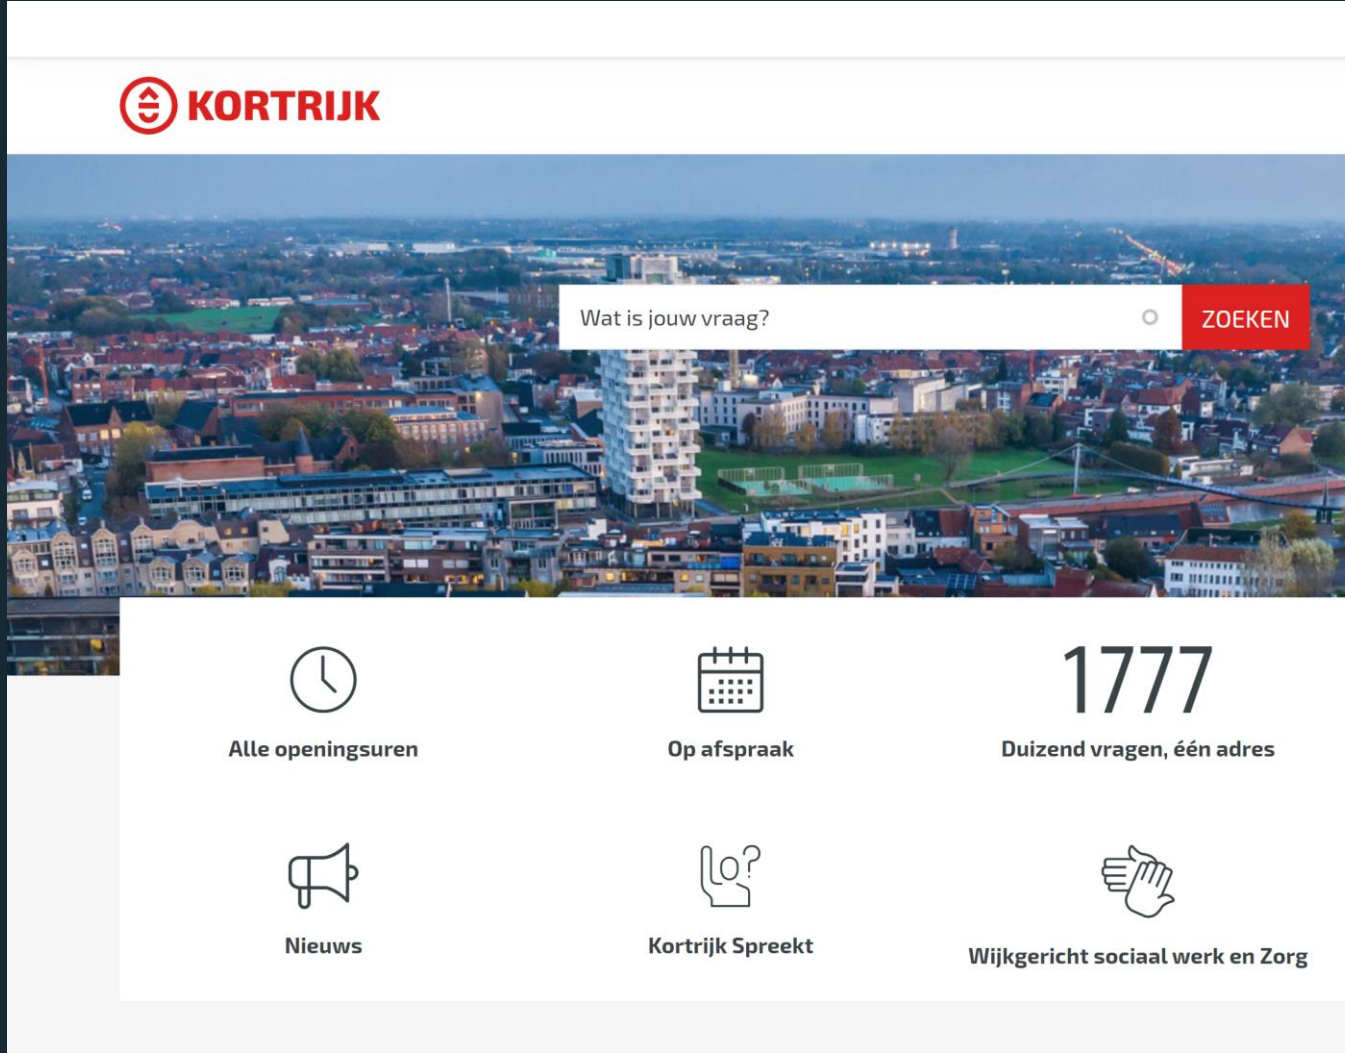 KORTRIJK
Wat is jouw vraag?
ZOEKEN
1777
Alle openingsuren
Op afspraak
Duizend vragen, één adres
Nieuws
Kortrijk Spreekt
Wijkgericht sociaal werk en Zorg